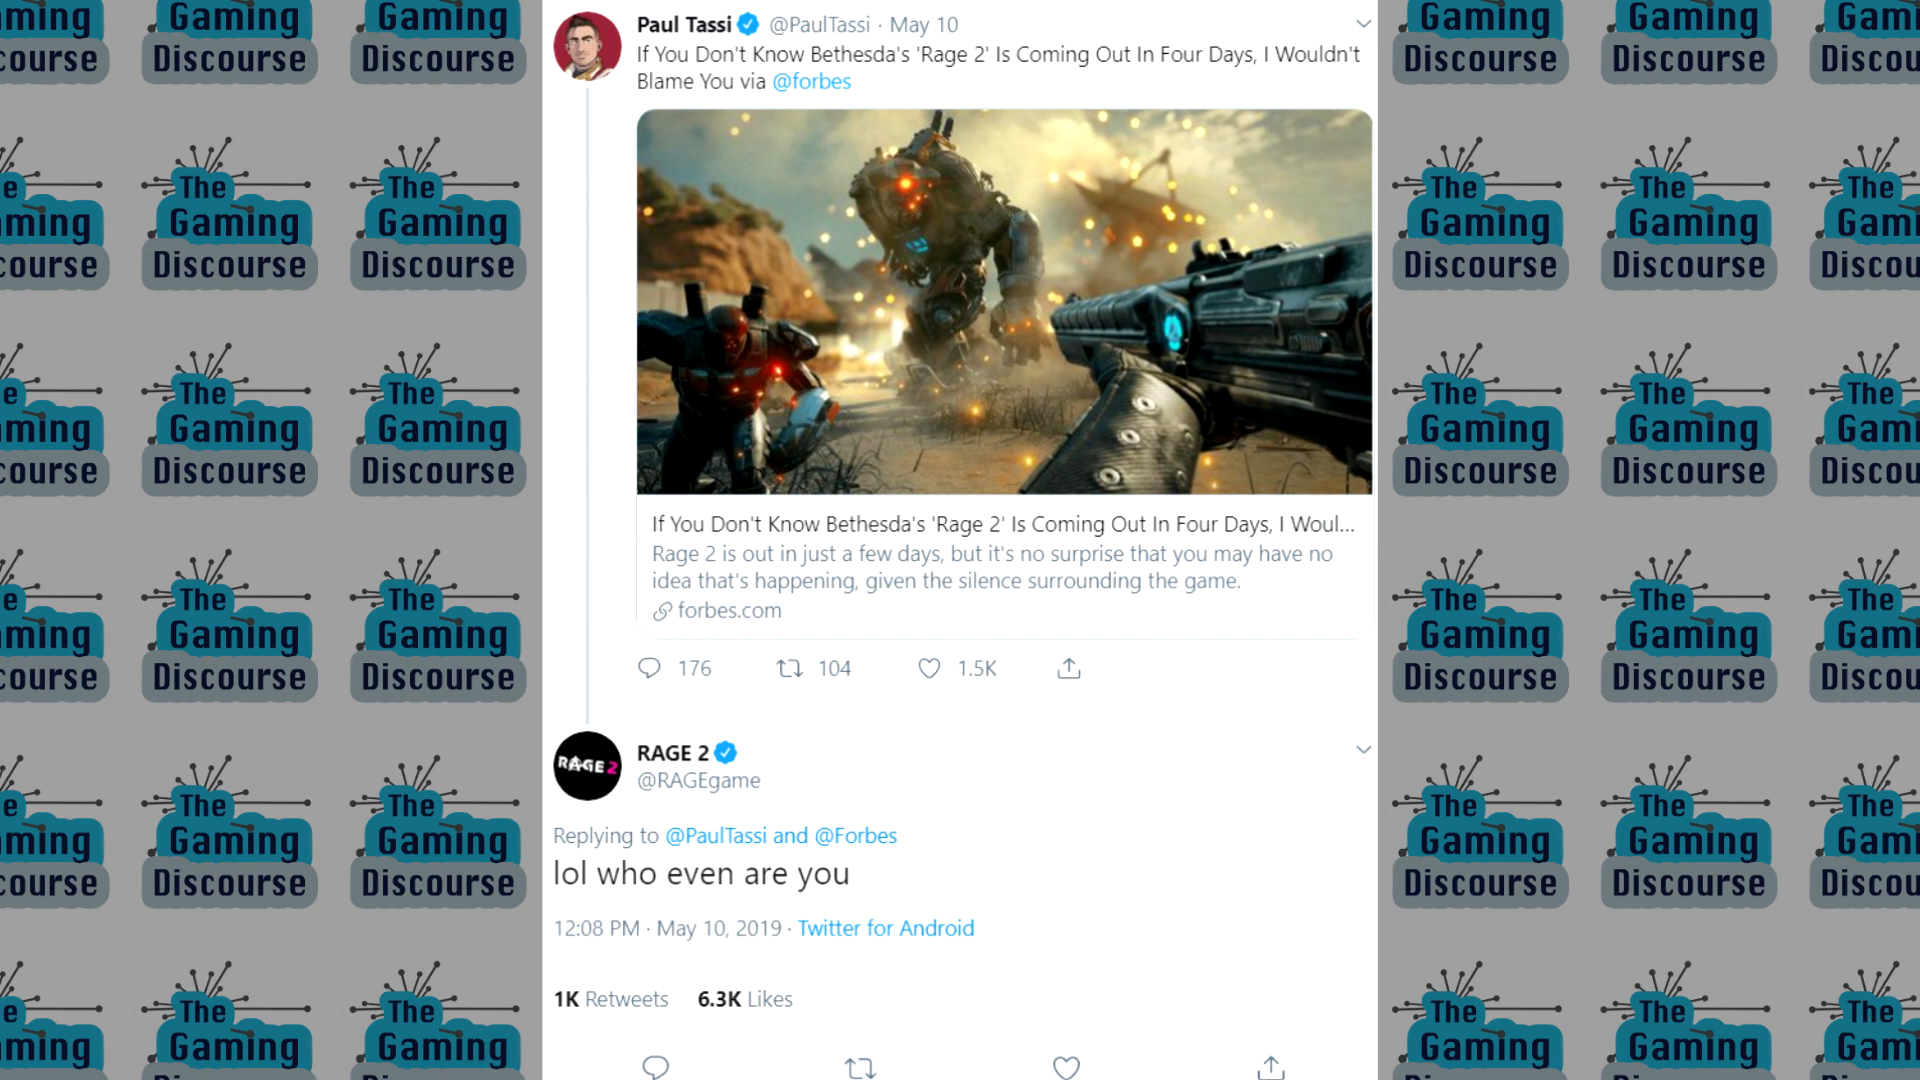 Paul Tassi @PaulTassi · May 10
If You Don't Know Bethesda's 'Rage 2' Is Coming Out In Four Days, I Wouldn't
Blame You via @forbes
If You Don't Know Bethesda's 'Rage 2' Is Coming Out In Four Days, I Woul...
Rage 2 is out in just a few days, but it's no surprise that you may have no
idea that's happening, given the silence surrounding the game.
forbes.com
176 104 1.5K
RAGE 2
RAGE 2
@RAGEgame
Replying to @PaulTassi and @Forbes
lol who even are you
12:08 PM · May 10, 2019 · Twitter for Android
1K Retweets 6.3K Likes
The
Gaming
Discourse